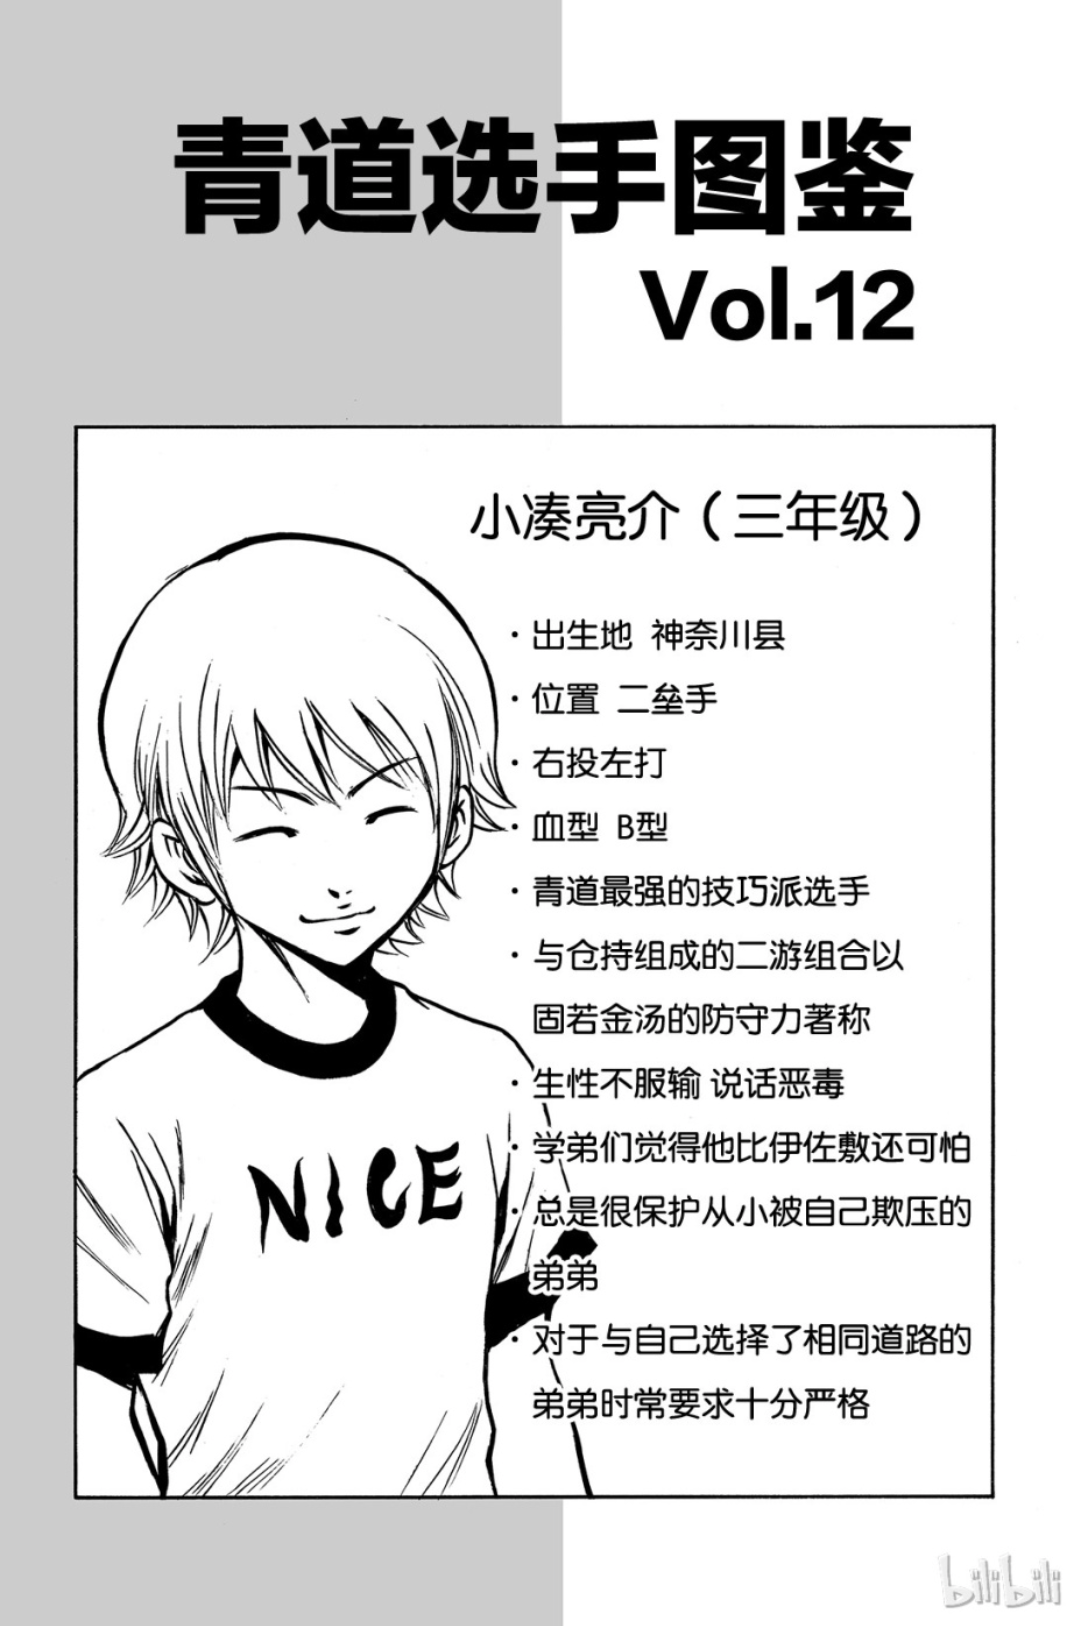 青道选手图鉴
Vol.12
小凑亮介（三年级）
·出生地 神奈川县
·位置 二垒手
·右投左打
·血型 B型
·青道最强的技巧派选手
·与仓持组成的二游组合以
固若金汤的防守力著称
·生性不服输 说话恶毒
·学弟们觉得他比伊佐敷还可怕
·总是很保护从小被自己欺压的
弟弟
·对于与自己选择了相同道路的
弟弟时常要求十分严格
NICE
bilibili